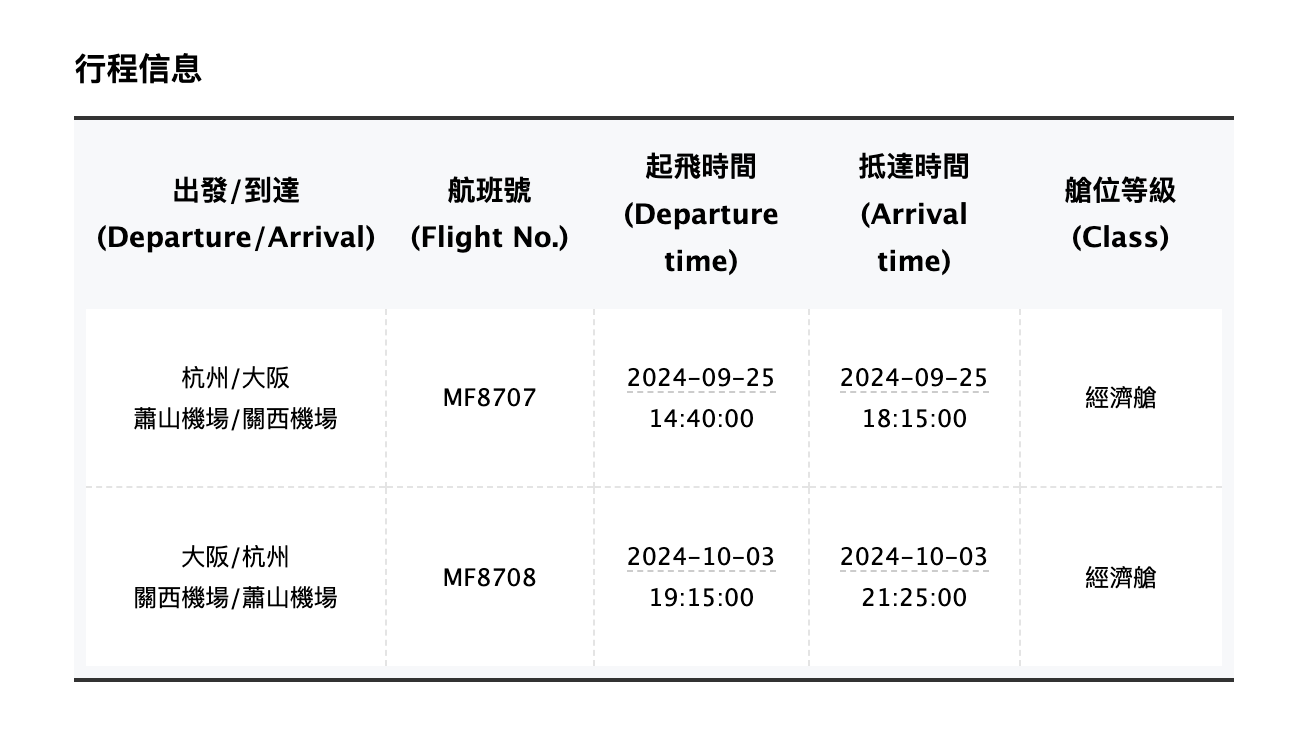 行程信息
出發/到達
(Departure/Arrival)
航班號
(Flight No.)
起飛時間
(Departure
time)
抵達時間
(Arrival
time)
艙位等級
(Class)
杭州/大阪
蕭山機場/關西機場
MF8707
2024-09-25
14:40:00
2024-09-25
18:15:00
經濟艙
大阪/杭州
關西機場/蕭山機場
MF8708
2024-10-03
19:15:00
2024-10-03
21:25:00
經濟艙